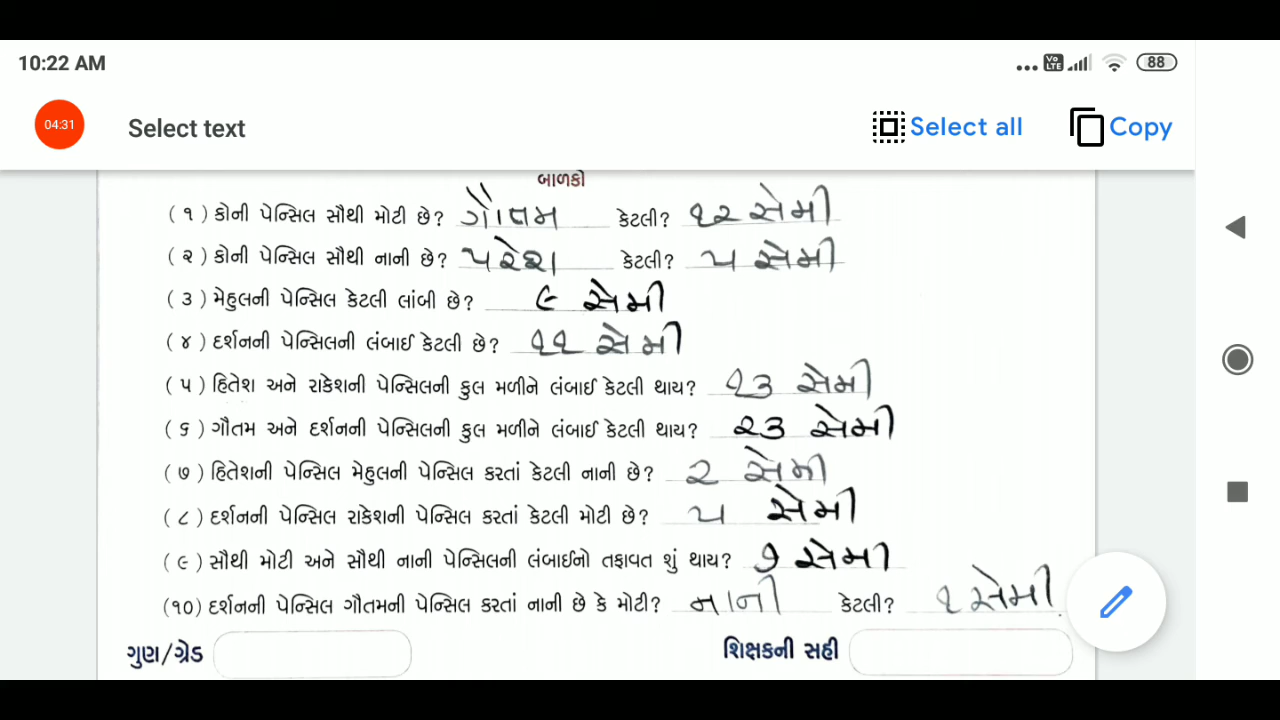 10:22 AM
Vo LTE
88
04:31
Select text
Select all
Copy
બાળકો
(૧) કોની પેન્સિલ સૌથી મોટી છે? ગૌતમ કેટલી? ૧૨ સેમી
(૨) કોની પેન્સિલ સૌથી નાની છે? પરેશ કેટલી? ૫ સેમી
(૩) મેહુલની પેન્સિલ કેટલી લાંબી છે? ૯ સેમી
(૪) દર્શનની પેન્સિલની લંબાઈ કેટલી છે? ૧૧ સેમી
(૫) હિતેશ અને રાકેશની પેન્સિલની કુલ મળીને લંબાઈ કેટલી થાય? ૧૩ સેમી
(૬) ગૌતમ અને દર્શનની પેન્સિલની કુલ મળીને લંબાઈ કેટલી થાય? ૨૩ સેમી
(૭) હિતેશની પેન્સિલ મેહુલની પેન્સિલ કરતાં કેટલી નાની છે? ૨ સેમી
(૮) દર્શનની પેન્સિલ રાકેશની પેન્સિલ કરતાં કેટલી મોટી છે? ૫ સેમી
(૯) સૌથી મોટી અને સૌથી નાની પેન્સિલની લંબાઈનો તફાવત શું થાય? ૭ સેમી
(૧૦) દર્શનની પેન્સિલ ગૌતમની પેન્સિલ કરતાં નાની છે કે મોટી? નાની કેટલી? ૧ સેમી
ગુણ/ગ્રેડ શિક્ષકની સહી